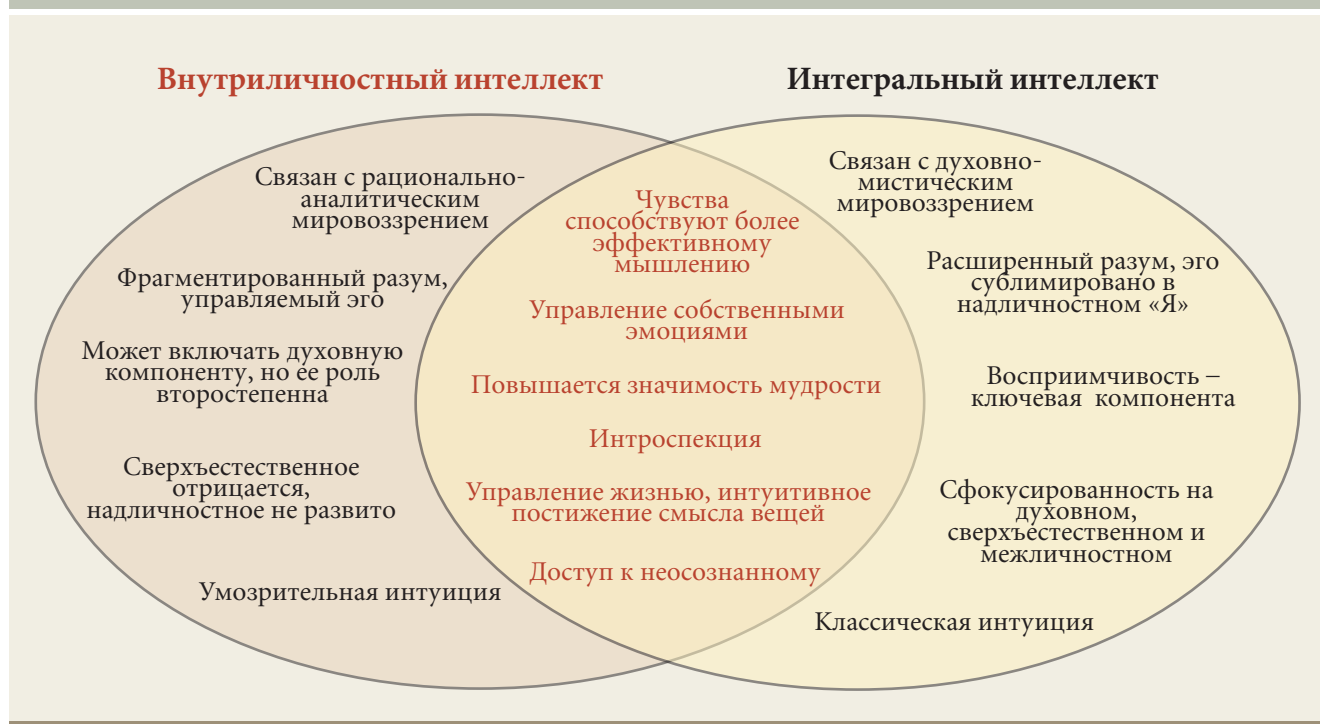 Внутриличностный интеллект
Интегральный интеллект
Связан с рационально-
аналитическим
мировоззрением
Фрагментированный разум,
управляемый эго
Может включать духовную
компоненту, но ее роль
второстепенна
Сверхъестественное
отрицается,
надличностное не развито
Умозрительная интуиция
Чувства
способствуют более
эффективному
мышлению
Управление собственными
эмоциями
Повышается значимость мудрости
Интроспекция
Управление жизнью, интуитивное
постижение смысла вещей
Доступ к неосознанному
Связан с духовно-
мистическим
мировоззрением
Расширенный разум, эго
сублимировано в
надличностном «Я»
Восприимчивость –
ключевая компонента
Сфокусированность на
духовном,
сверхъестественном и
межличностном
Классическая интуиция